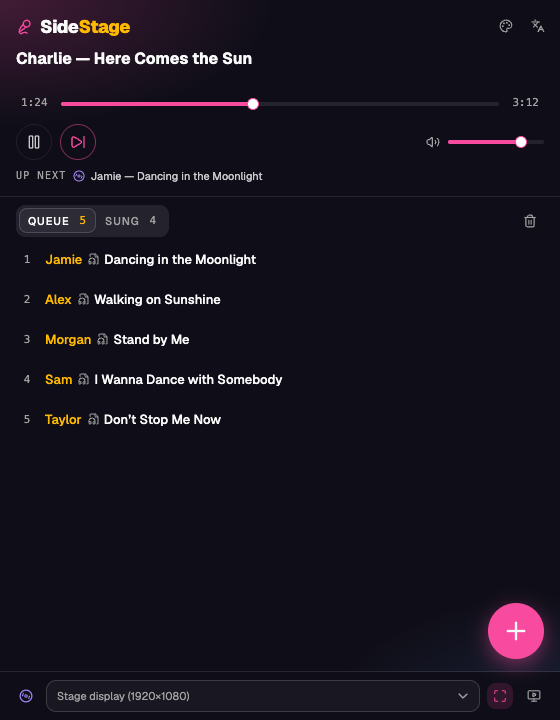 SideStage
Charlie — Here Comes the Sun
1:24 3:12
UP NEXT Jamie — Dancing in the Moonlight
QUEUE 5 SUNG 4
1 Jamie Dancing in the Moonlight
2 Alex Walking on Sunshine
3 Morgan Stand by Me
4 Sam I Wanna Dance with Somebody
5 Taylor Don’t Stop Me Now
Stage display (1920×1080)